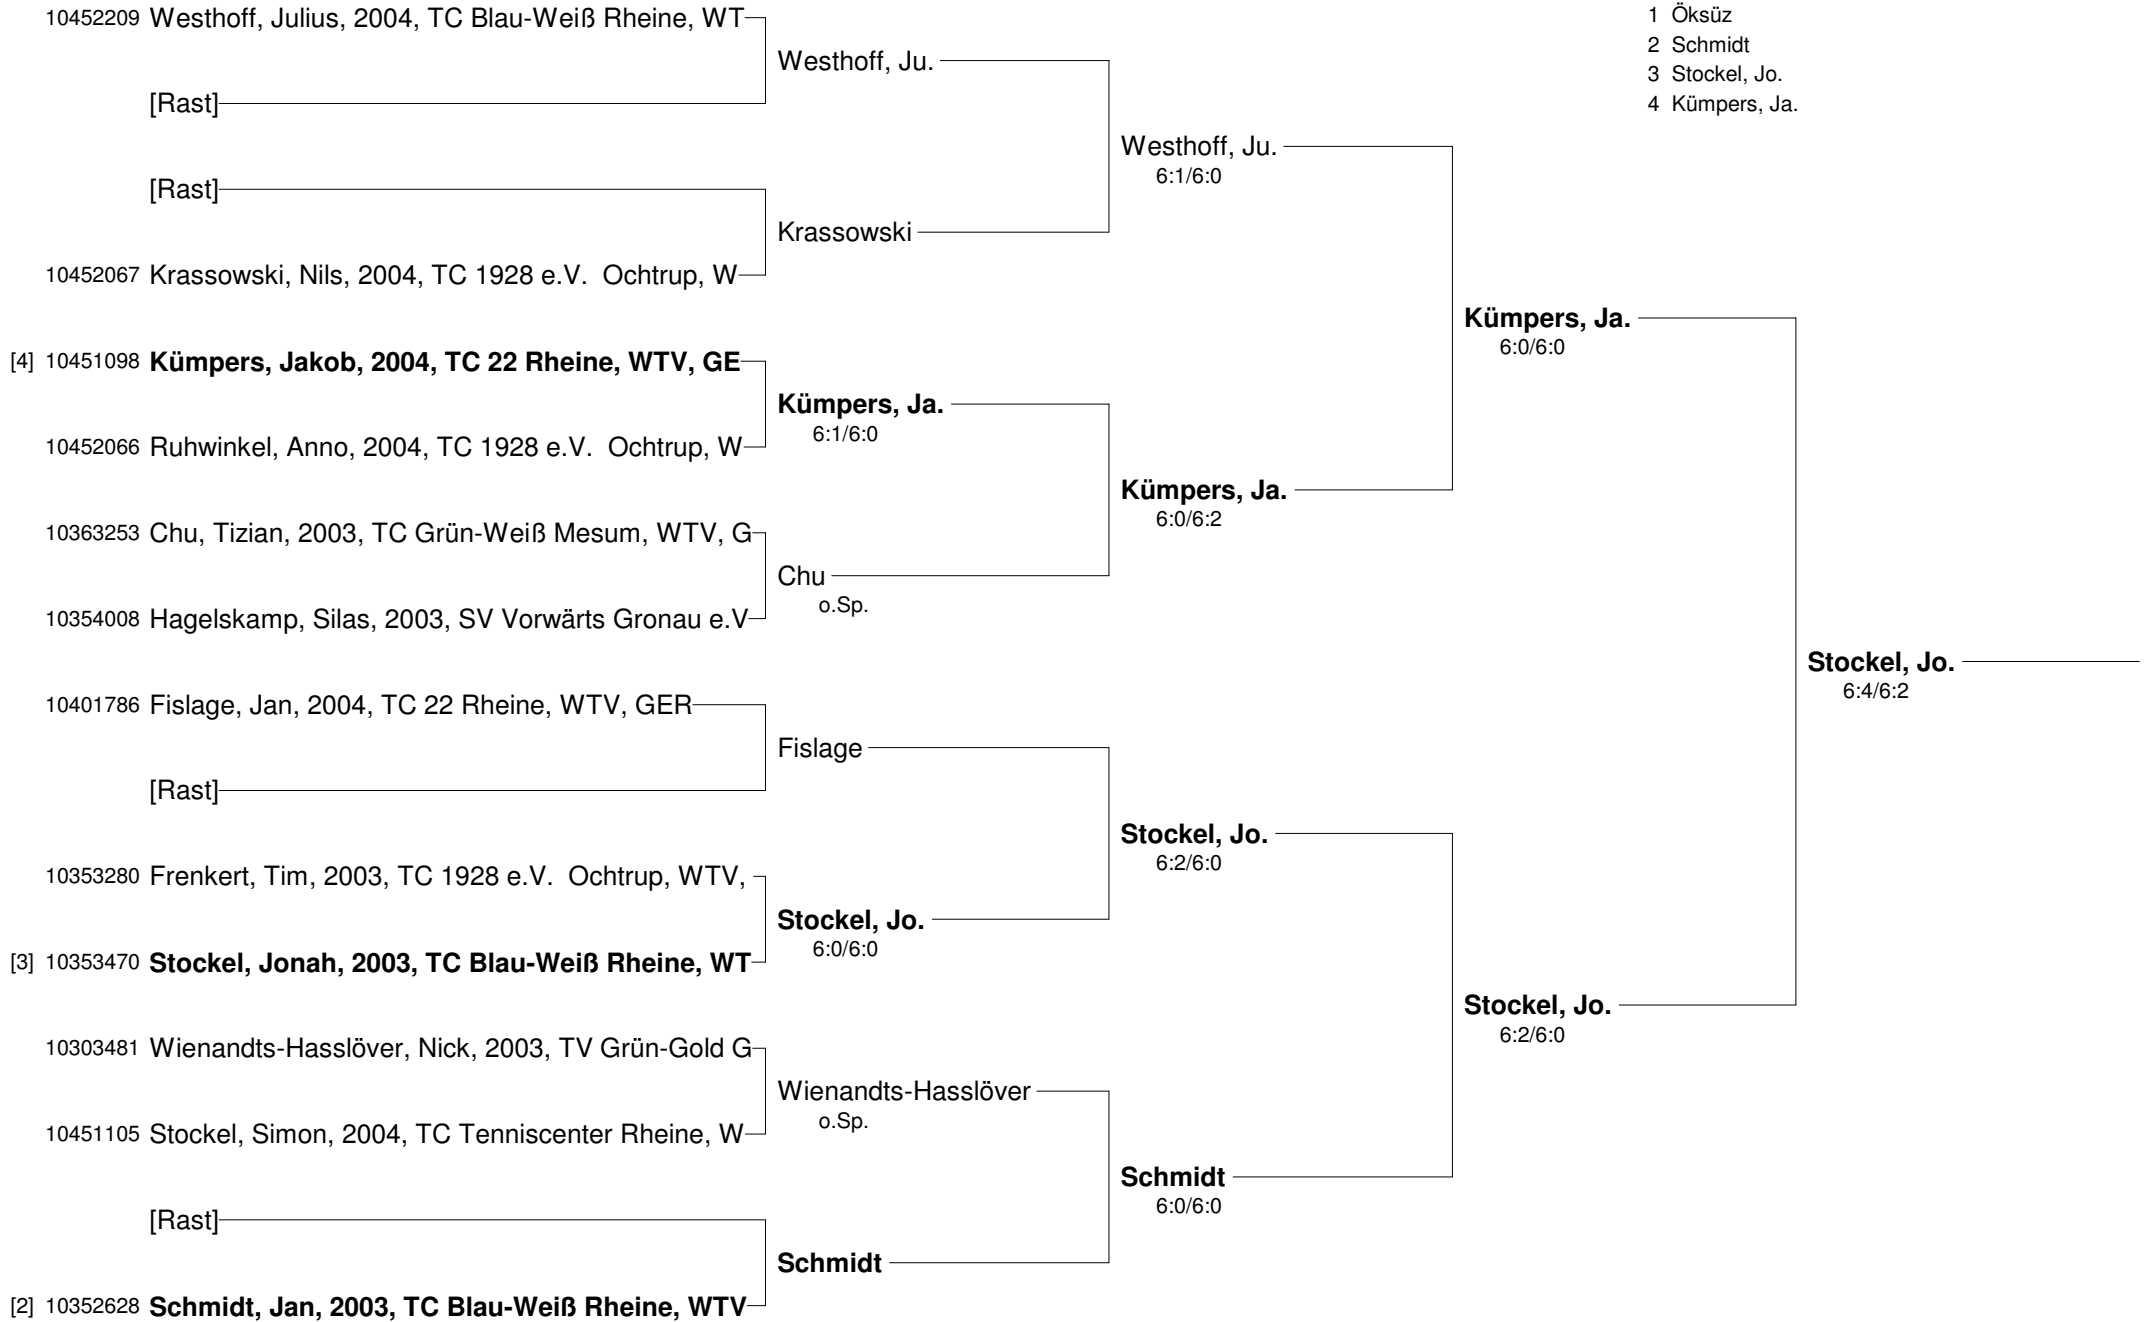 10452209 Westhoff, Julius, 2004, TC Blau-Weiß Rheine, WT
[Rast]
[Rast]
10452067 Krassowski, Nils, 2004, TC 1928 e.V.  Ochtrup, W
[4] 10451098 Kümpers, Jakob, 2004, TC 22 Rheine, WTV, GE
10452066 Ruhwinkel, Anno, 2004, TC 1928 e.V.  Ochtrup, W
10363253 Chu, Tizian, 2003, TC Grün-Weiß Mesum, WTV, G
10354008 Hagelskamp, Silas, 2003, SV Vorwärts Gronau e.V
10401786 Fislage, Jan, 2004, TC 22 Rheine, WTV, GER
[Rast]
10353280 Frenkert, Tim, 2003, TC 1928 e.V.  Ochtrup, WTV,
[3] 10353470 Stockel, Jonah, 2003, TC Blau-Weiß Rheine, WT
10303481 Wienandts-Hasslöver, Nick, 2003, TV Grün-Gold G
10451105 Stockel, Simon, 2004, TC Tenniscenter Rheine, W
[Rast]
[2] 10352628 Schmidt, Jan, 2003, TC Blau-Weiß Rheine, WTV
Westhoff, Ju.
Krassowski
Kümpers, Ja.
6:1/6:0
Chu
o.Sp.
Fislage
Stockel, Jo.
6:0/6:0
Wienandts-Hasslöver
o.Sp.
Schmidt
Westhoff, Ju.
6:1/6:0
Kümpers, Ja.
6:0/6:2
Stockel, Jo.
6:2/6:0
Schmidt
6:0/6:0
Kümpers, Ja.
6:0/6:0
Stockel, Jo.
6:2/6:0
Stockel, Jo.
6:4/6:2
1 Öksüz
2 Schmidt
3 Stockel, Jo.
4 Kümpers, Ja.